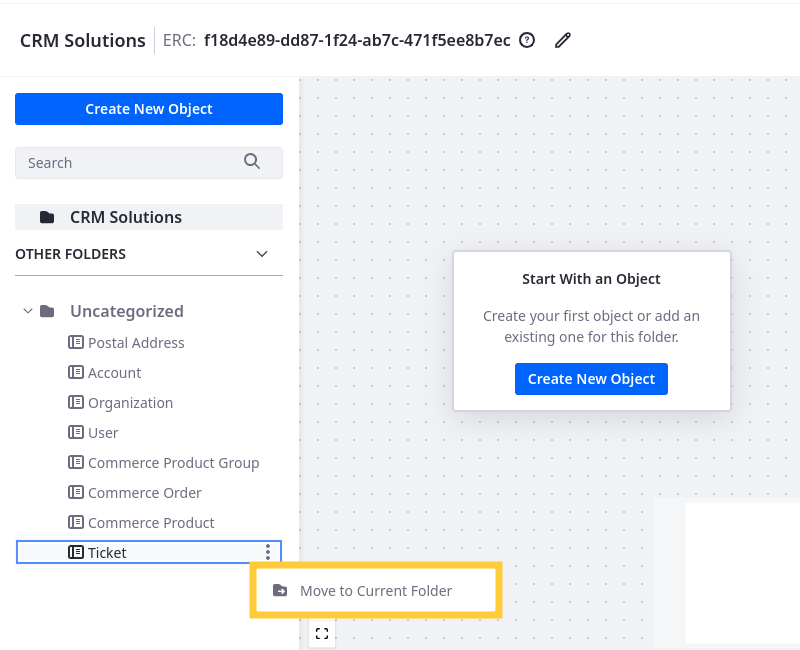 CRM Solutions ERC: f18d4e89-dd87-1f24-ab7c-471f5ee8b7ec
Create New Object
Search
CRM Solutions
OTHER FOLDERS
Uncategorized
Postal Address
Account
Organization
User
Commerce Product Group
Commerce Order
Commerce Product
Ticket
Move to Current Folder
Start With an Object
Create your first object or add an
existing one for this folder.
Create New Object